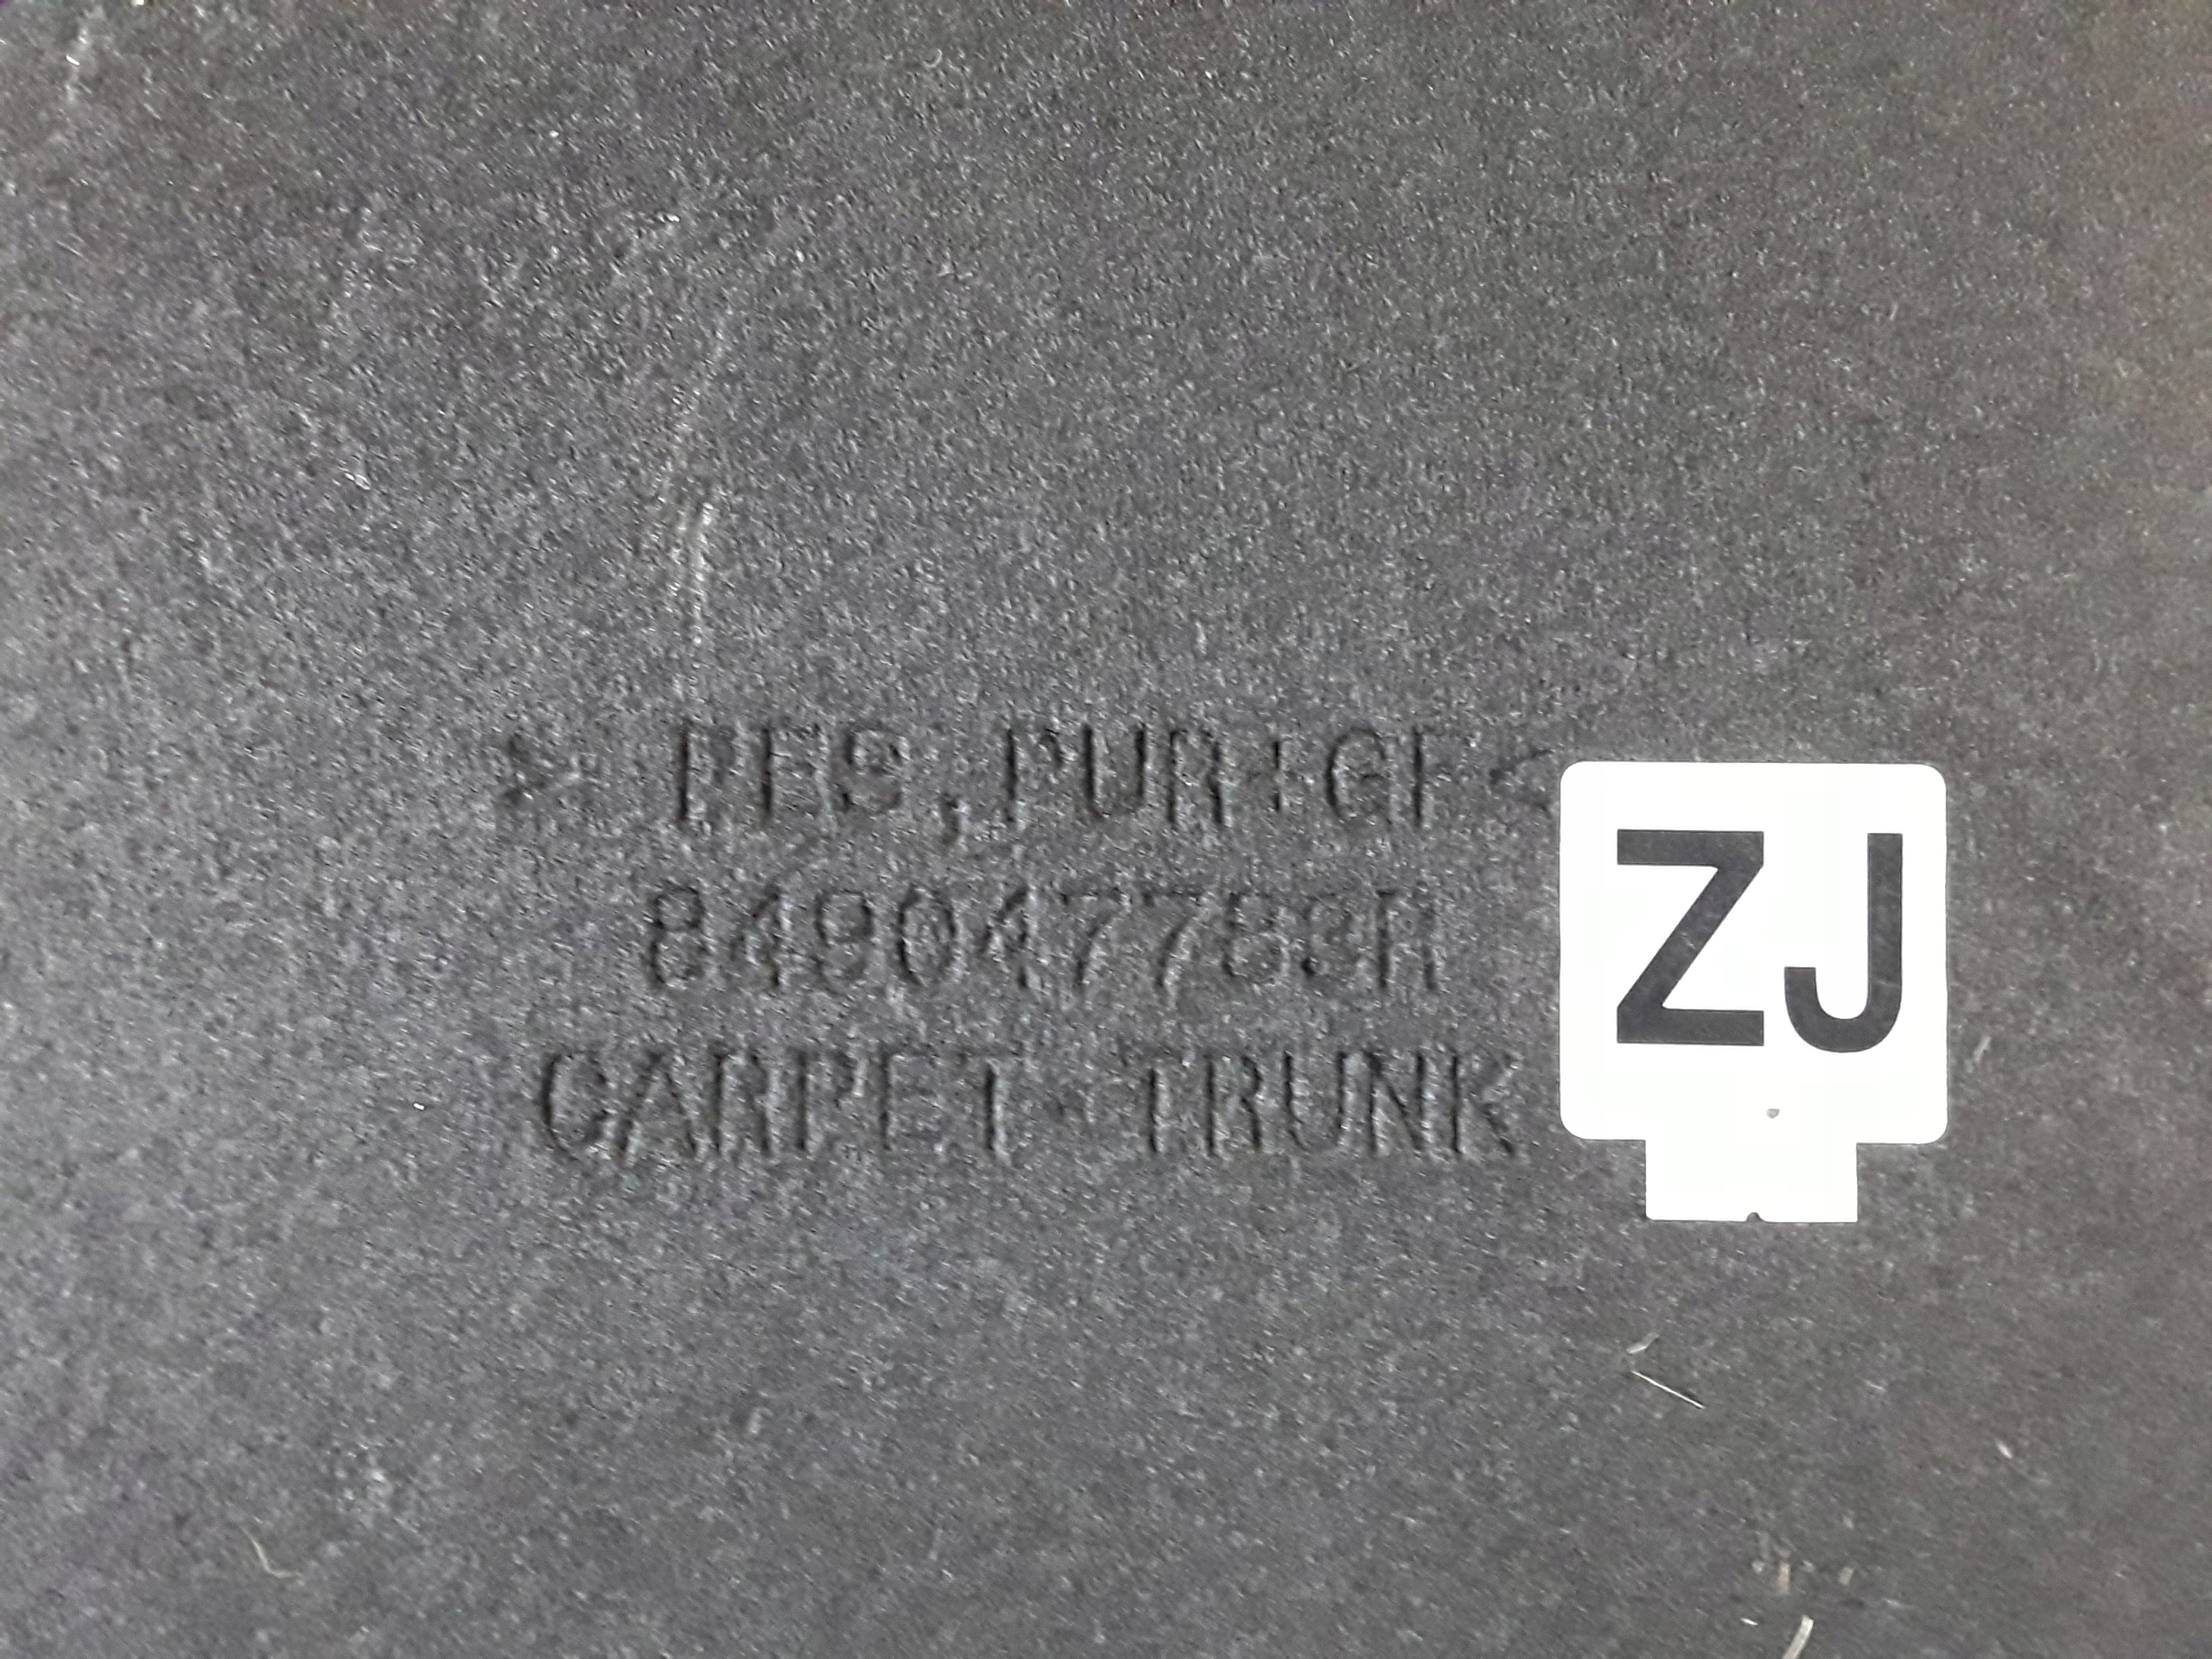 > PES,PUR+GF <
849047783R
CARPET TRUNK
ZJ